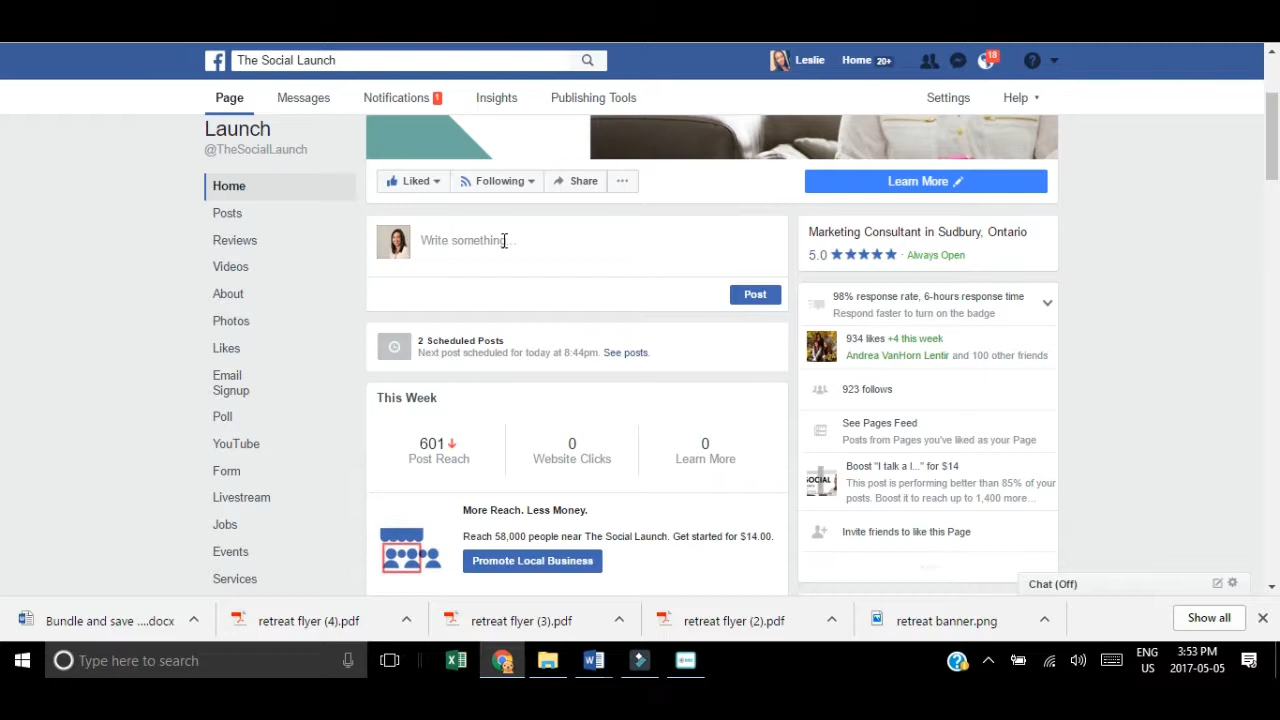 The Social Launch
Leslie
Home 20+
18
Page
Messages
Notifications 1
Insights
Publishing Tools
Settings
Help
Launch
@TheSocialLaunch
Home
Posts
Reviews
Videos
About
Photos
Likes
Email
Signup
Poll
YouTube
Form
Livestream
Jobs
Events
Services
Liked
Following
Share
Learn More
Write something...
Post
2 Scheduled Posts
Next post scheduled for today at 8:44pm. See posts.
This Week
601
Post Reach
0
Website Clicks
0
Learn More
More Reach. Less Money.
Reach 58,000 people near The Social Launch. Get started for $14.00.
Promote Local Business
Marketing Consultant in Sudbury, Ontario
5.0 ★★★★★ · Always Open
98% response rate, 6-hours response time
Respond faster to turn on the badge
934 likes +4 this week
Andrea VanHorn Lentir and 100 other friends
923 follows
See Pages Feed
Posts from Pages you've liked as your Page
SOCIAL
Boost "I talk a l..." for $14
This post is performing better than 85% of your
posts. Boost it to reach up to 1,400 more...
Invite friends to like this Page
Chat (Off)
Bundle and save ....docx
retreat flyer (4).pdf
retreat flyer (3).pdf
retreat flyer (2).pdf
retreat banner.png
Show all
Type here to search
ENG
US
3:53 PM
2017-05-05